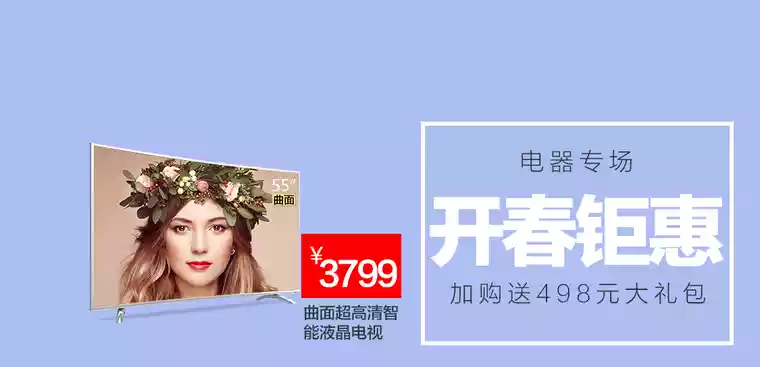 55"
曲面
¥3799
曲面超高清智
能液晶电视
电器专场
开春钜惠
加购送498元大礼包